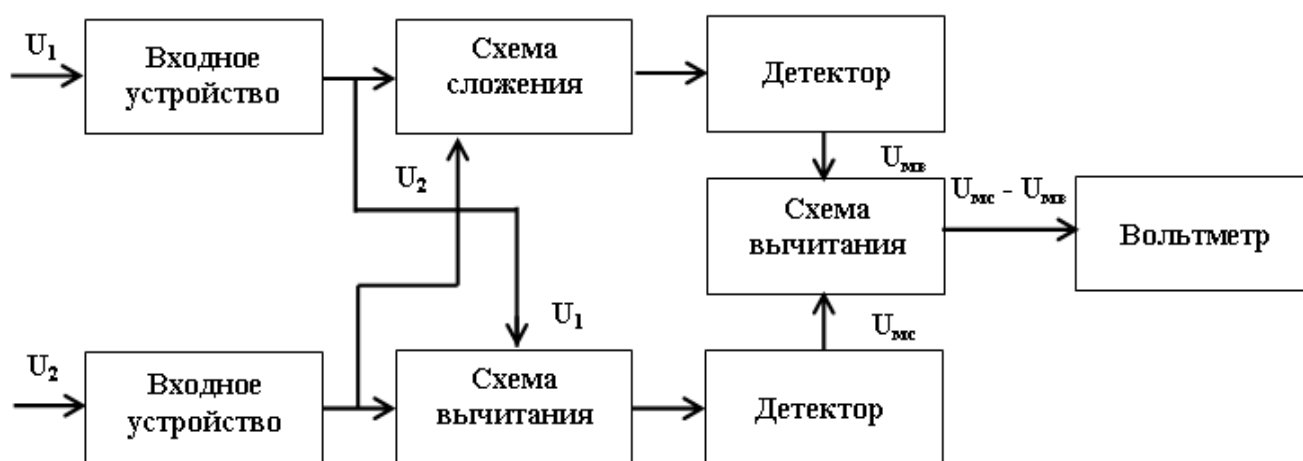 U₁
Входное
устройство
Схема
сложения
Детектор
U₂
Uмв
Схема
вычитания
Uмс - Uмв
Вольтметр
U₁
Uмс
U₂
Входное
устройство
Схема
вычитания
Детектор